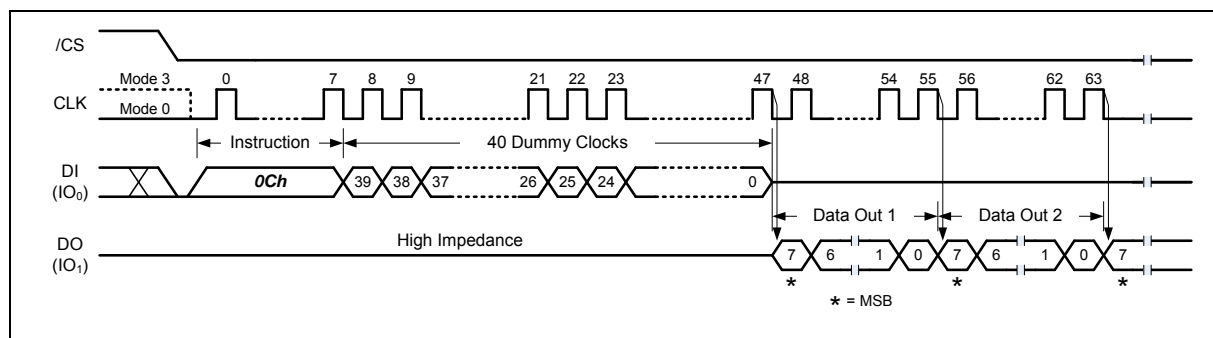 /CS
Mode 3 0 7 8 9 21 22 23 47 48 54 55 56 62 63
CLK
Mode 0
Instruction 40 Dummy Clocks
DI
(IO0)
0Ch 39 38 37 26 25 24 0
Data Out 1 Data Out 2
High Impedance
DO
(IO1)
7 6 1 0 7 6 1 0 7
* * *
* = MSB